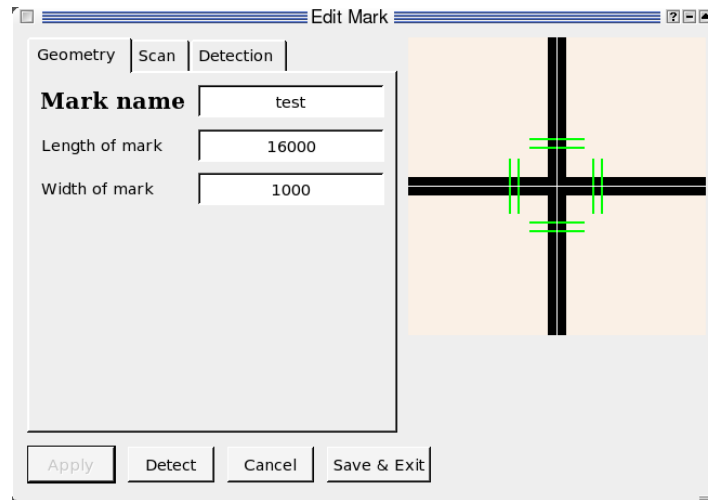 Edit Mark
?
Geometry Scan Detection
Mark name test
Length of mark 16000
Width of mark 1000
Apply Detect Cancel Save & Exit